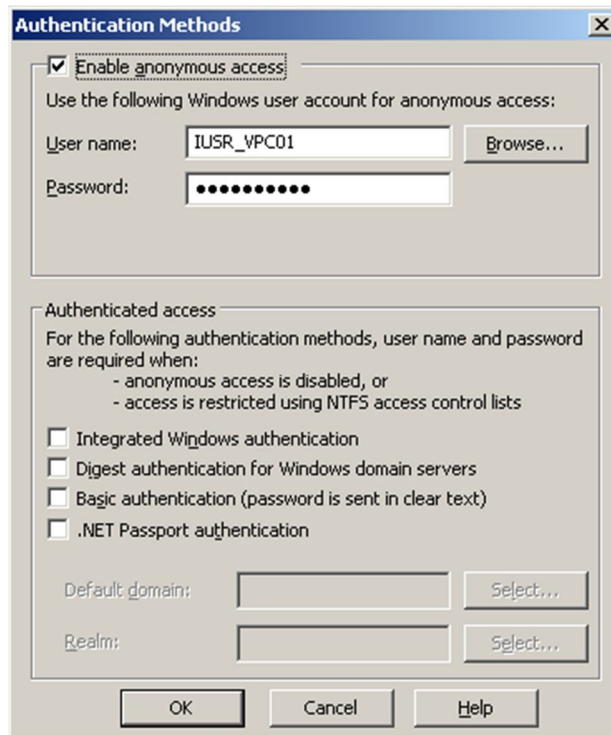 Authentication Methods
Enable anonymous access
Use the following Windows user account for anonymous access:
User name: IUSR_VPC01 Browse...
Password: ●●●●●●●●●●
Authenticated access
For the following authentication methods, user name and password
are required when:
- anonymous access is disabled, or
- access is restricted using NTFS access control lists
Integrated Windows authentication
Digest authentication for Windows domain servers
Basic authentication (password is sent in clear text)
.NET Passport authentication
Default domain: Select...
Realm: Select...
OK Cancel Help